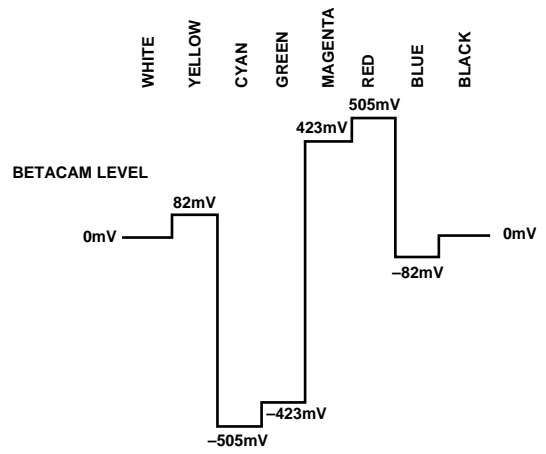 WHITE
YELLOW
CYAN
GREEN
MAGENTA
RED
BLUE
BLACK
505mV
423mV
BETACAM LEVEL
82mV
0mV
0mV
−82mV
−423mV
−505mV